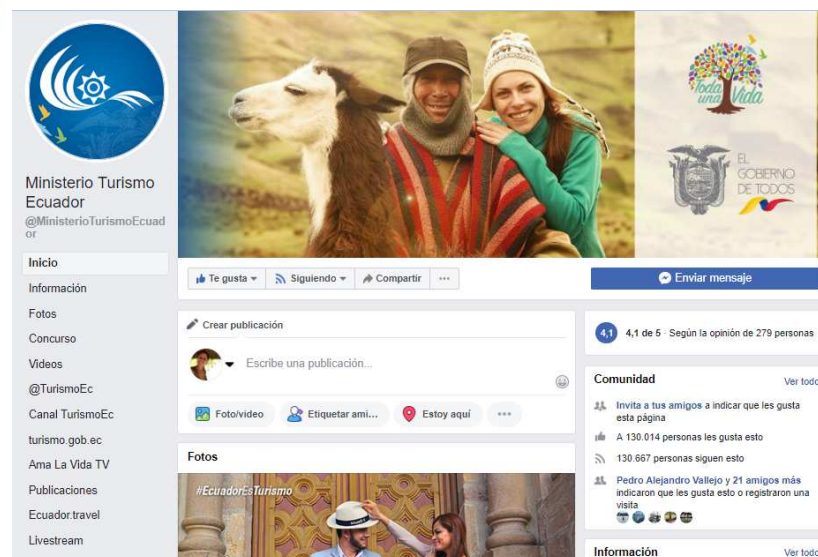 Ministerio Turismo
Ecuador
@MinisterioTurismoEcuad
or
Inicio
Información
Fotos
Concurso
Videos
@TurismoEc
Canal TurismoEc
turismo.gob.ec
Ama La Vida TV
Publicaciones
Ecuador.travel
Livestream
Toda
una Vida
EL
GOBIERNO
DE TODOS
Te gusta
Siguiendo
Compartir
Enviar mensaje
Crear publicación
Escribe una publicación...
Foto/video
Etiquetar ami...
Estoy aquí
Fotos
#EcuadorEsTurismo
4,1 4,1 de 5 · Según la opinión de 279 personas
Comunidad Ver todo
Invita a tus amigos a indicar que les gusta
esta página
A 130.014 personas les gusta esto
130.667 personas siguen esto
Pedro Alejandro Vallejo y 21 amigos más
indicaron que les gusta esto o registraron una
visita
Información Ver todo